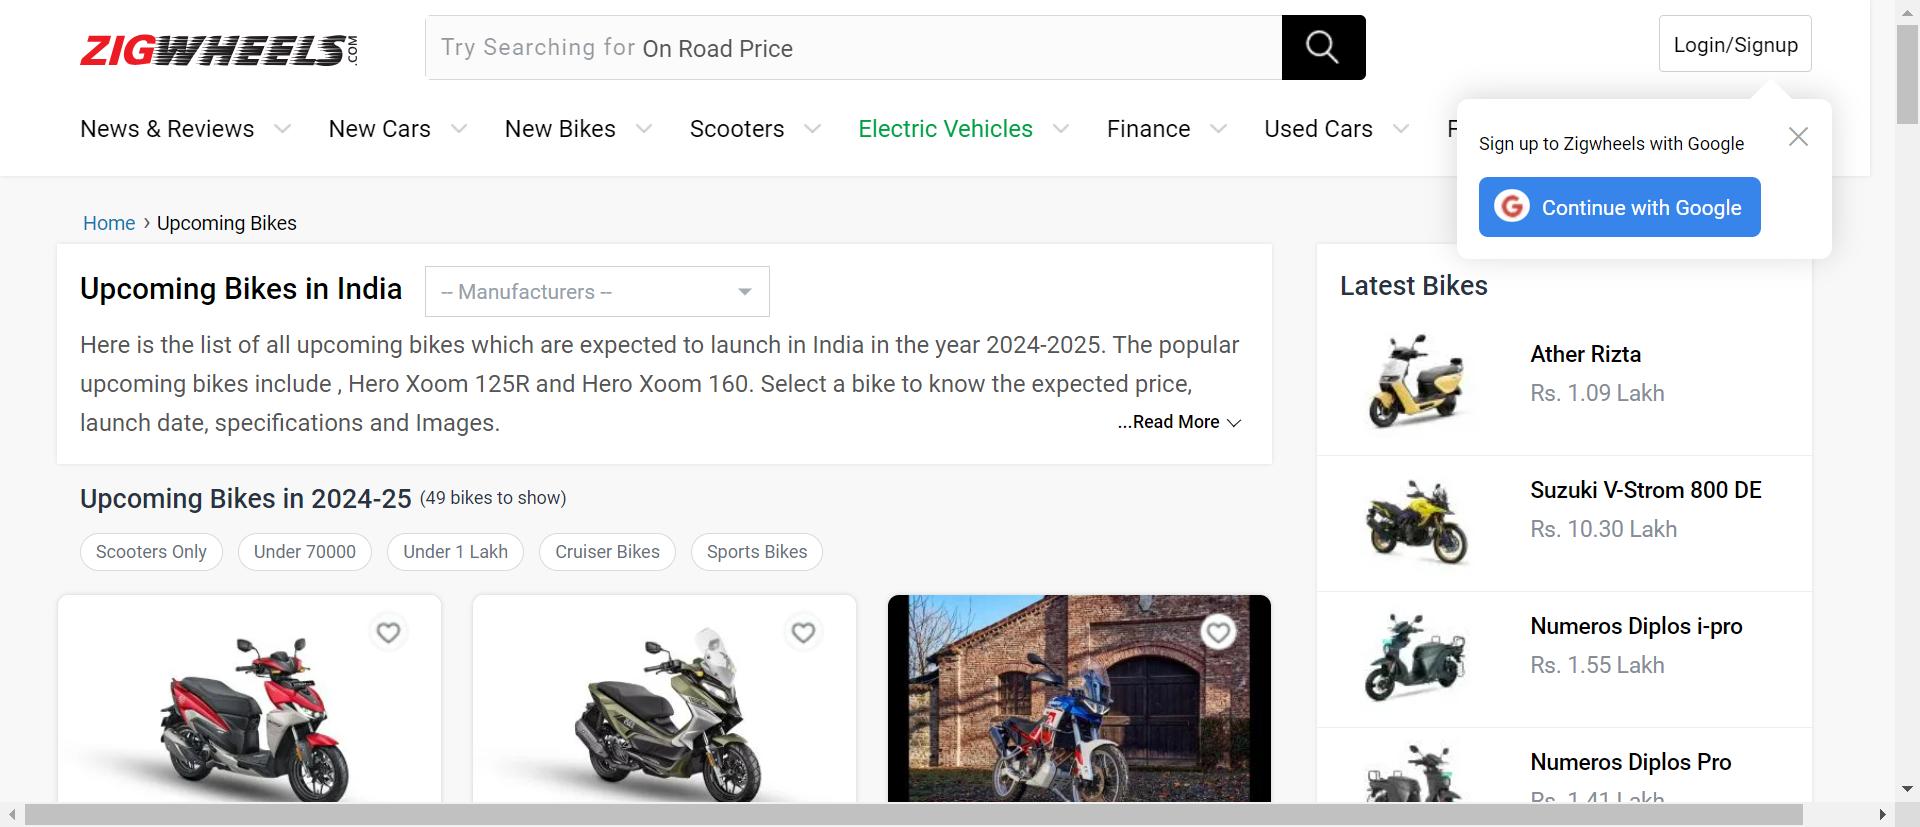 ZIGWHEELS.COM
Try Searching for On Road Price
Login/Signup
News & Reviews
New Cars
New Bikes
Scooters
Electric Vehicles
Finance
Used Cars
Sign up to Zigwheels with Google
Continue with Google
Home › Upcoming Bikes
Upcoming Bikes in India
-- Manufacturers --
Here is the list of all upcoming bikes which are expected to launch in India in the year 2024-2025. The popular
upcoming bikes include , Hero Xoom 125R and Hero Xoom 160. Select a bike to know the expected price,
launch date, specifications and Images.
...Read More
Upcoming Bikes in 2024-25 (49 bikes to show)
Scooters Only
Under 70000
Under 1 Lakh
Cruiser Bikes
Sports Bikes
Latest Bikes
Ather Rizta
Rs. 1.09 Lakh
Suzuki V-Strom 800 DE
Rs. 10.30 Lakh
Numeros Diplos i-pro
Rs. 1.55 Lakh
Numeros Diplos Pro
Rs. 1.41 Lakh